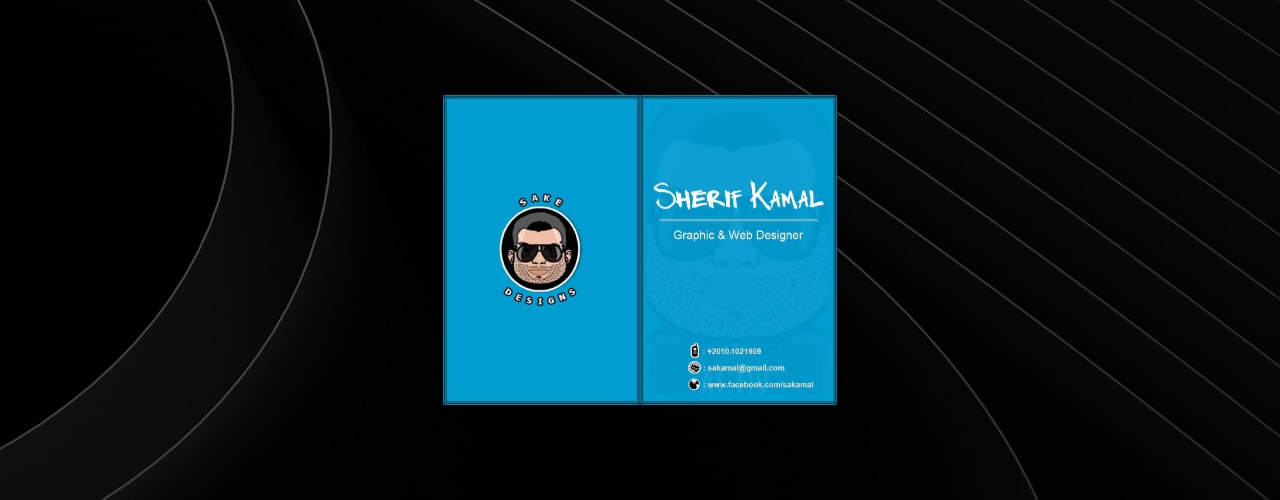 SAKE
DESIGNS
SHERIF KAMAL
Graphic & Web Designer
: +2010.1021909
: sakamal@gmail.com
: www.facebook.com/sakamal